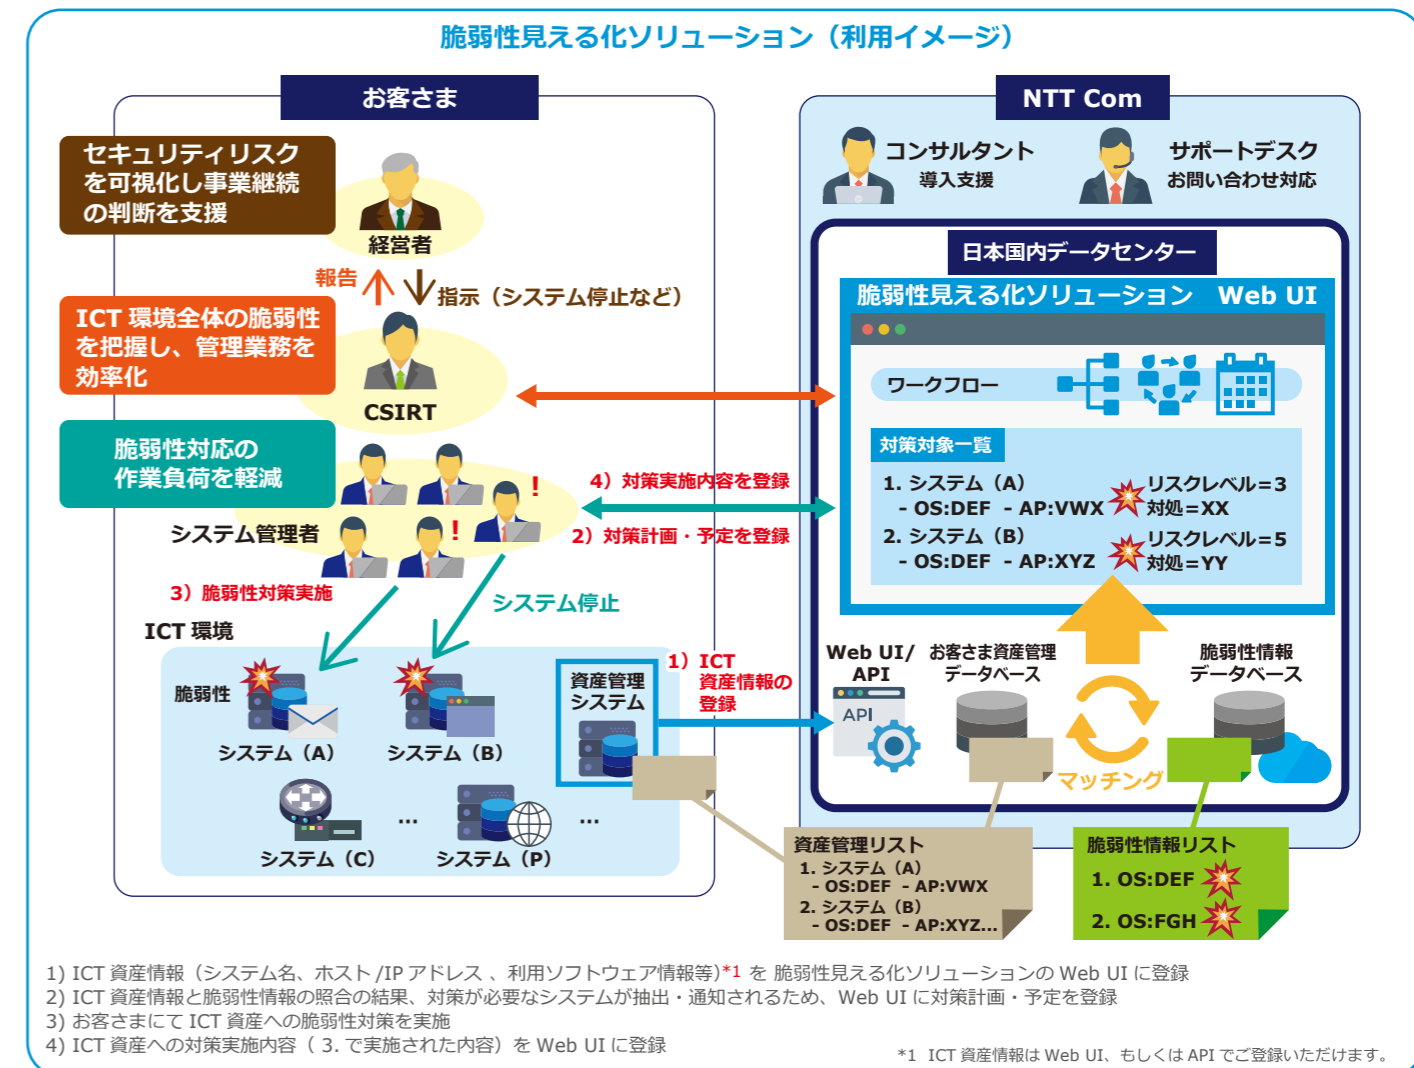 脆弱性見える化ソリューション（利用イメージ）
お客さま
セキュリティリスク
を可視化し事業継続
の判断を支援
経営者
報告
指示（システム停止など）
ICT 環境全体の脆弱性
を把握し、管理業務を
効率化
CSIRT
脆弱性対応の
作業負荷を軽減
システム管理者
!
!
4）対策実施内容を登録
2）対策計画・予定を登録
3）脆弱性対策実施
システム停止
ICT 環境
脆弱性
システム（A）
システム（B）
資産管理
システム
システム（C）
...
システム（P）
...
1）ICT
資産情報の
登録
NTT Com
コンサルタント
導入支援
サポートデスク
お問い合わせ対応
日本国内データセンター
脆弱性見える化ソリューション Web UI
ワークフロー
対策対象一覧
1. システム（A）
- OS:DEF - AP:VWX
リスクレベル＝3
対処＝XX
2. システム（B）
- OS:DEF - AP:XYZ
リスクレベル＝5
対処＝YY
Web UI/
API
API
お客さま資産管理
データベース
脆弱性情報
データベース
マッチング
資産管理リスト
1. システム（A）
- OS:DEF - AP:VWX
2. システム（B）
- OS:DEF - AP:XYZ...
脆弱性情報リスト
1. OS:DEF
2. OS:FGH
1) ICT 資産情報（システム名、ホスト /IP アドレス 、利用ソフトウェア情報等）*1 を 脆弱性見える化ソリューションの Web UI に登録
2) ICT 資産情報と脆弱性情報の照合の結果、対策が必要なシステムが抽出・通知されるため、Web UI に対策計画・予定を登録
3) お客さまにて ICT 資産への脆弱性対策を実施
4) ICT 資産への対策実施内容（ 3. で実施された内容）を Web UI に登録
*1 ICT 資産情報は Web UI、もしくは API でご登録いただけます。